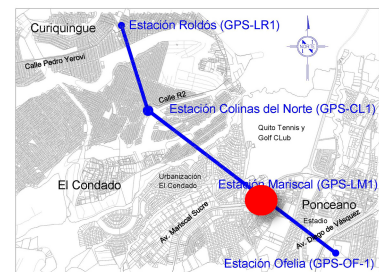 Curiquingue
Estación Roldós (GPS-LR1)
NORTE
Calle Pedro Yerovi
Calle R2
Estación Colinas del Norte (GPS-CL1)
Quito Tennis y
Golf CLub
Urbanización
El Condado
El Condado
Estación Mariscal (GPS-LM1)
Ponceano
Estadio
Av. Mariscal Sucre
Av. Diego de Vásquez
Estación Ofelia (GPS-OF-1)